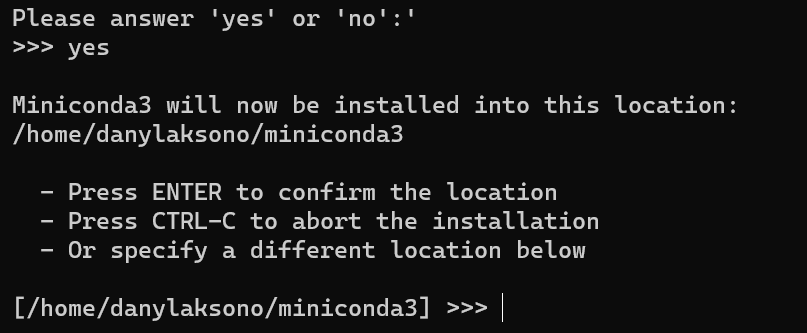 Please answer 'yes' or 'no':'
>>> yes
Miniconda3 will now be installed into this location:
/home/danylaksono/miniconda3
- Press ENTER to confirm the location
- Press CTRL-C to abort the installation
- Or specify a different location below
[/home/danylaksono/miniconda3] >>>